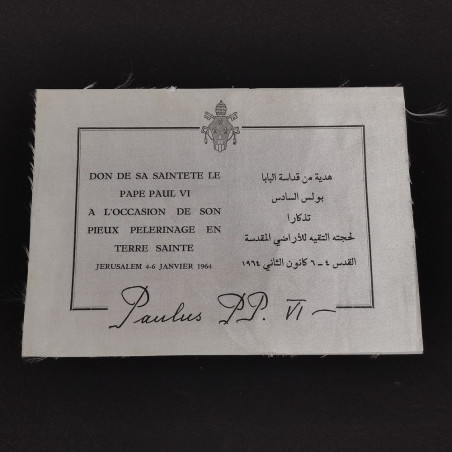 DON DE SA SAINTETE LE
PAPE PAUL VI
A L'OCCASION DE SON
PIEUX PELERINAGE EN
TERRE SAINTE
JERUSALEM 4-6 JANVIER 1964
هدية من قداسة البابا
بولس السادس
تذكارا
لحجته التقيه للأراضي المقدسة
القدس ٤ - ٦ كانون الثاني ١٩٦٤
Paulus PP. VI